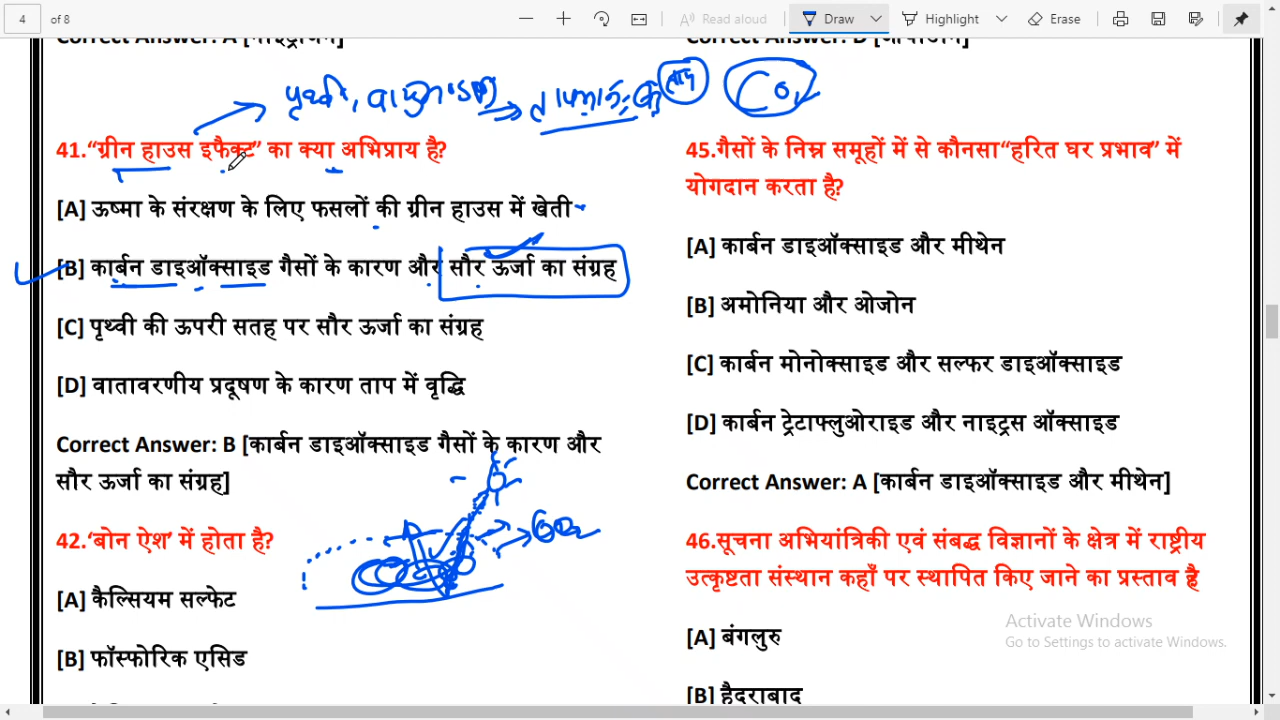 4 of 8
Read aloud
Draw
Highlight
Erase
Correct Answer: A [नाइट्रोजन]
पृथ्वी,
CO₂
41.“ग्रीन हाउस इफैक्ट” का क्या अभिप्राय है?
[A] ऊष्मा के संरक्षण के लिए फसलों की ग्रीन हाउस में खेती
[B] कार्बन डाइऑक्साइड गैसों के कारण और सौर ऊर्जा का संग्रह
[C] पृथ्वी की ऊपरी सतह पर सौर ऊर्जा का संग्रह
[D] वातावरणीय प्रदूषण के कारण ताप में वृद्धि
Correct Answer: B [कार्बन डाइऑक्साइड गैसों के कारण और
सौर ऊर्जा का संग्रह]
42.‘बोन ऐश’ में होता है?
[A] कैल्सियम सल्फेट
[B] फॉस्फोरिक एसिड
Correct Answer: D
45.गैसों के निम्न समूहों में से कौनसा “हरित घर प्रभाव” में
योगदान करता है?
[A] कार्बन डाइऑक्साइड और मीथेन
[B] अमोनिया और ओजोन
[C] कार्बन मोनोक्साइड और सल्फर डाइऑक्साइड
[D] कार्बन ट्रेटाफ्लुओराइड और नाइट्रस ऑक्साइड
Correct Answer: A [कार्बन डाइऑक्साइड और मीथेन]
46.सूचना अभियांत्रिकी एवं संबद्ध विज्ञानों के क्षेत्र में राष्ट्रीय
उत्कृष्टता संस्थान कहाँ पर स्थापित किए जाने का प्रस्ताव है
[A] बंगलुरु
[B] हैदराबाद
Activate Windows
Go to Settings to activate Windows.